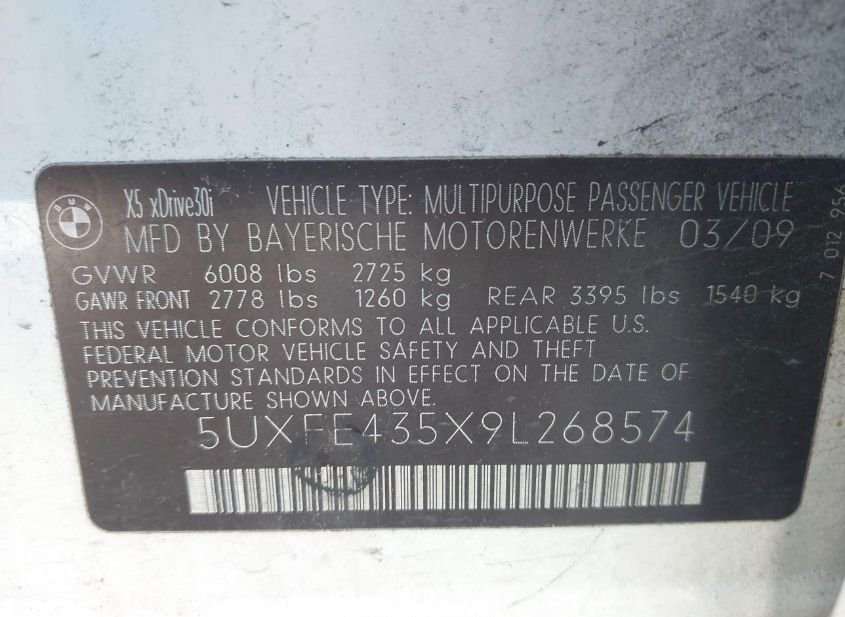 BMW
X5 xDrive30i VEHICLE TYPE: MULTIPURPOSE PASSENGER VEHICLE
MFD BY BAYERISCHE MOTORENWERKE 03/09
GVWR 6008 lbs 2725 kg
GAWR FRONT 2778 lbs 1260 kg REAR 3395 lbs 1540 kg
THIS VEHICLE CONFORMS TO ALL APPLICABLE U.S.
FEDERAL MOTOR VEHICLE SAFETY AND THEFT
PREVENTION STANDARDS IN EFFECT ON THE DATE OF
MANUFACTURE SHOWN ABOVE.
5UXFE435X9L268574
7 012 956